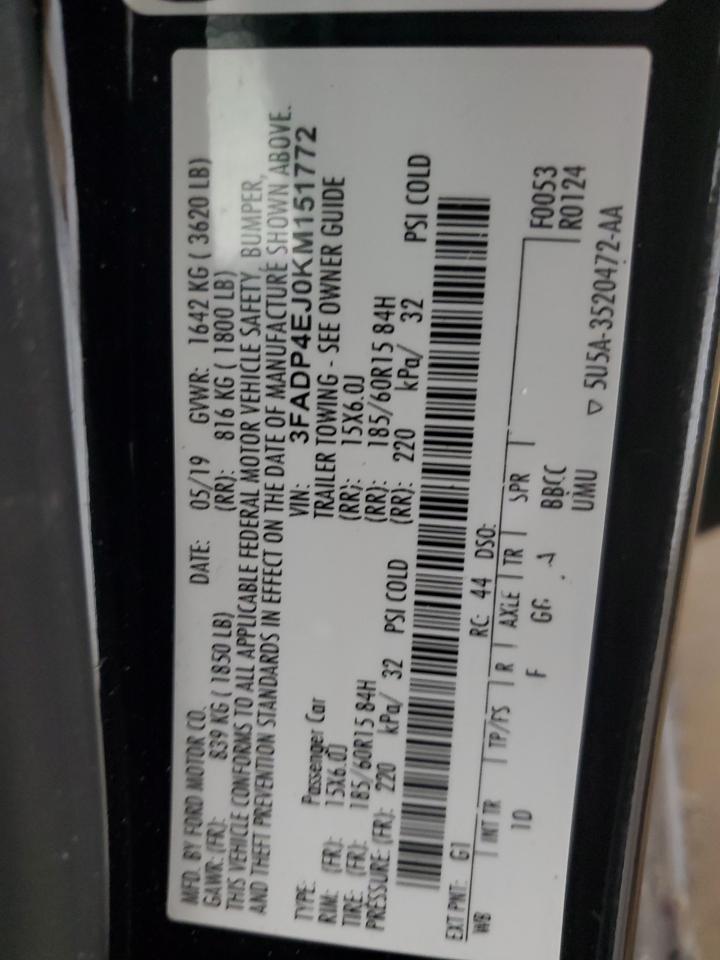 MFD. BY FORD MOTOR CO. DATE: 05/19 GVWR: 1642 KG ( 3620 LB)
GAWR: (FR): 839 KG ( 1850 LB) (RR): 816 KG ( 1800 LB)
THIS VEHICLE CONFORMS TO ALL APPLICABLE FEDERAL MOTOR VEHICLE SAFETY, BUMPER,
AND THEFT PREVENTION STANDARDS IN EFFECT ON THE DATE OF MANUFACTURE SHOWN ABOVE.
VIN: 3FADP4EJ0KM151772
TYPE: Passenger Car TRAILER TOWING - SEE OWNER GUIDE
RIM: (FR): 15X6.0J (RR): 15X6.0J
TIRE: (FR): 185/60R15 84H (RR): 185/60R15 84H
PRESSURE: (FR): 220 kPa/ 32 PSI COLD (RR): 220 kPa/ 32 PSI COLD
EXT PNT: G1 RC: 44 DSO:
WB INT TR TP/FS R AXLE TR SPR F0053
10 F GG BBCC R0124
UMU ▽ 5U5A-3520472-AA